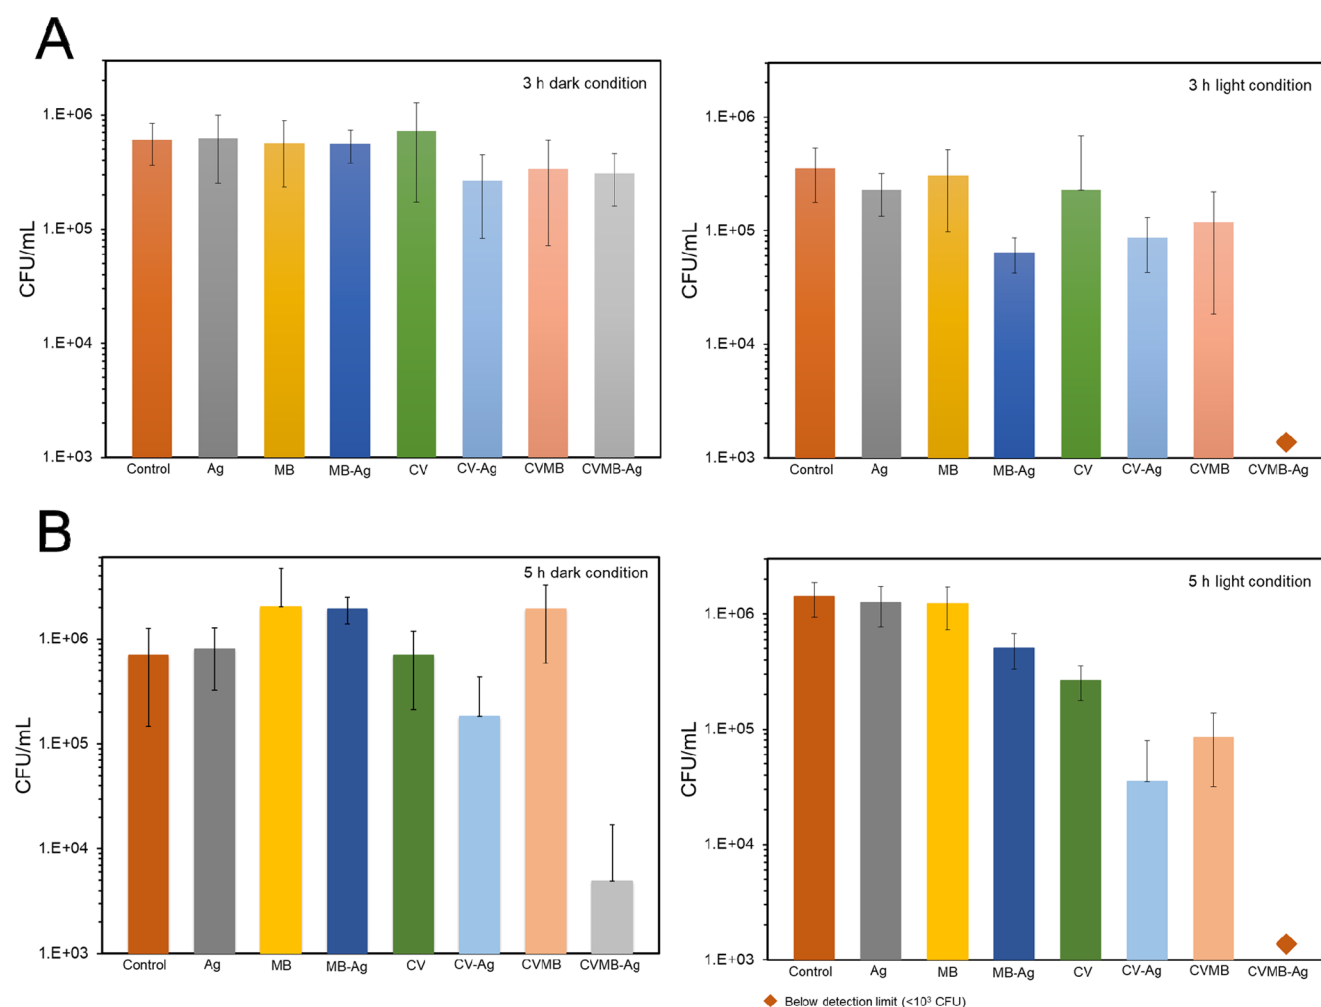 A
3 h dark condition
CFU/mL
1.E+06
1.E+05
1.E+04
1.E+03
Control Ag MB MB-Ag CV CV-Ag CVMB CVMB-Ag
3 h light condition
CFU/mL
1.E+06
1.E+05
1.E+04
1.E+03
Control Ag MB MB-Ag CV CV-Ag CVMB CVMB-Ag
B
5 h dark condition
CFU/mL
1.E+06
1.E+05
1.E+04
1.E+03
Control Ag MB MB-Ag CV CV-Ag CVMB CVMB-Ag
5 h light condition
CFU/mL
1.E+06
1.E+05
1.E+04
1.E+03
Control Ag MB MB-Ag CV CV-Ag CVMB CVMB-Ag
Below detection limit (<10³ CFU)